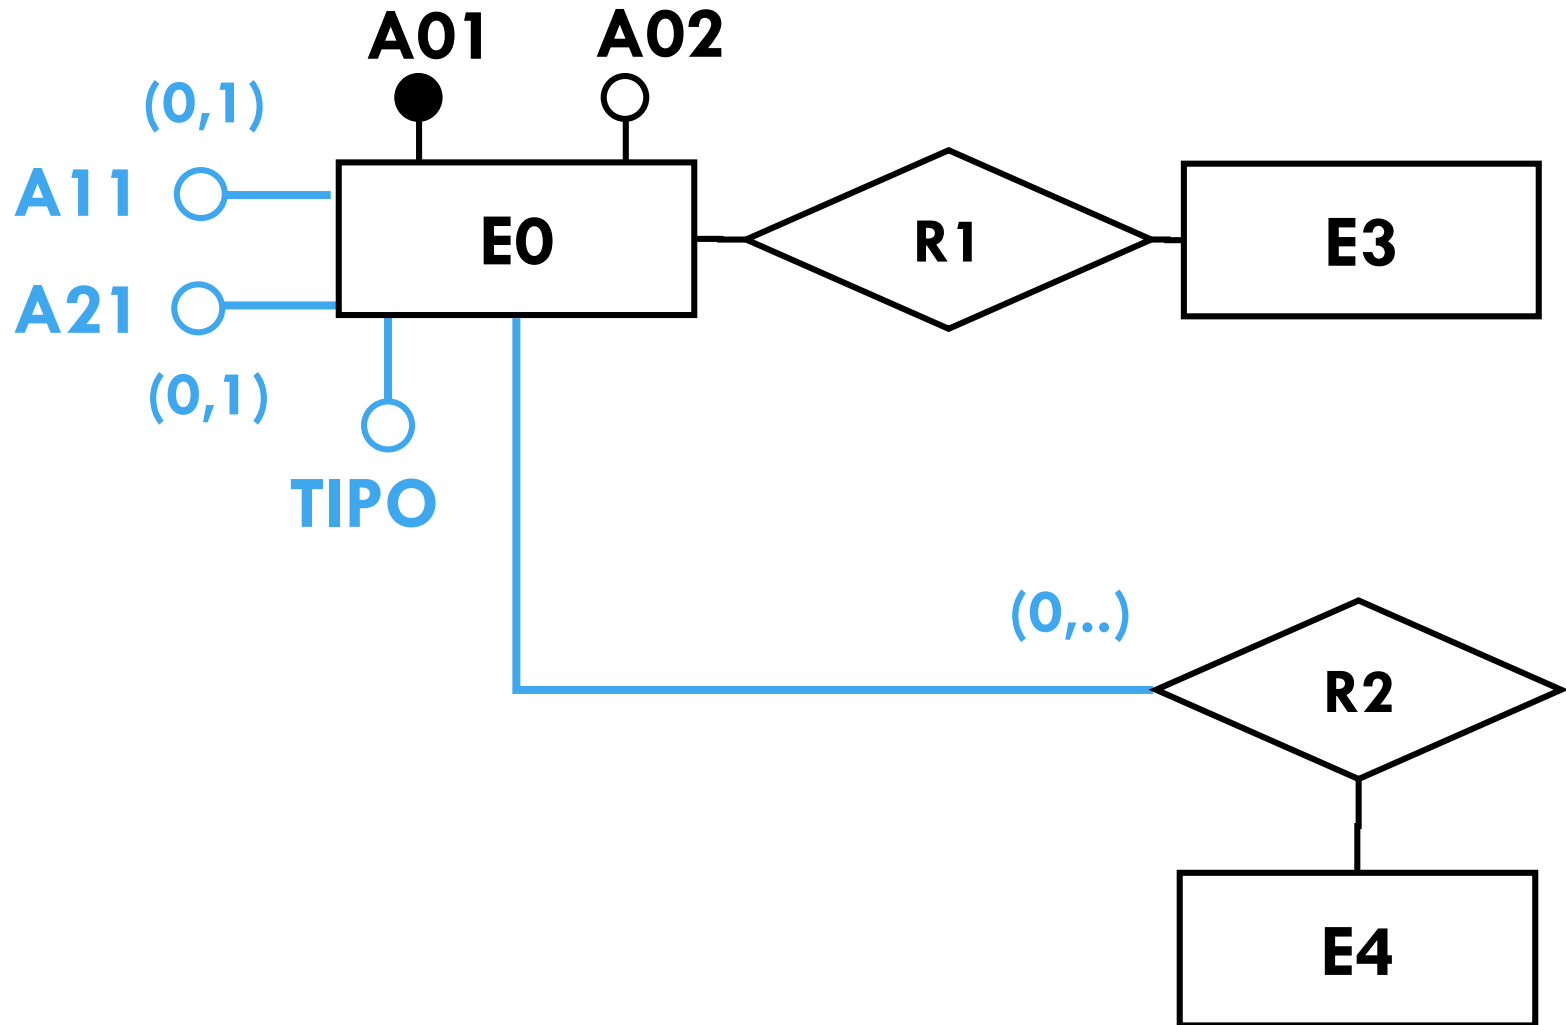 A01
A02
(0,1)
A11
E0
R1
E3
A21
(0,1)
TIPO
(0,..)
R2
E4